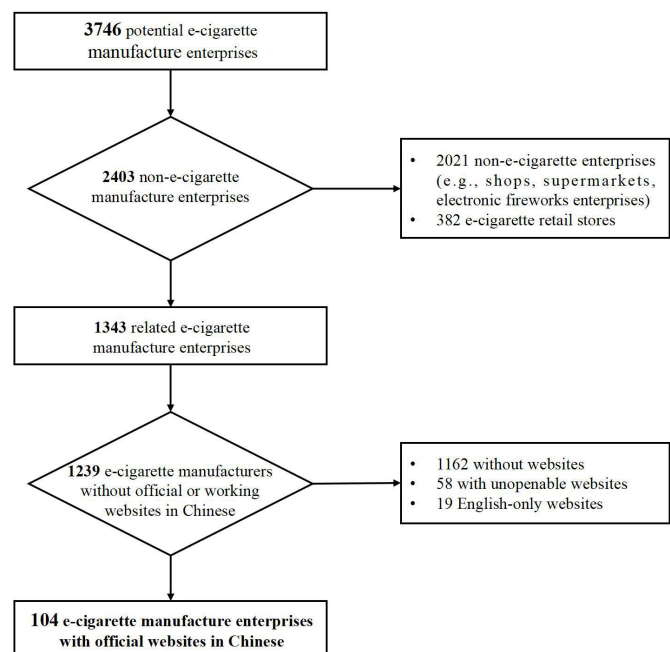 3746 potential e-cigarette
manufacture enterprises
2403 non-e-cigarette
manufacture enterprises
• 2021 non-e-cigarette enterprises
(e.g., shops, supermarkets,
electronic fireworks enterprises)
• 382 e-cigarette retail stores
1343 related e-cigarette
manufacture enterprises
1239 e-cigarette manufacturers
without official or working
websites in Chinese
• 1162 without websites
• 58 with unopenable websites
• 19 English-only websites
104 e-cigarette manufacture enterprises
with official websites in Chinese